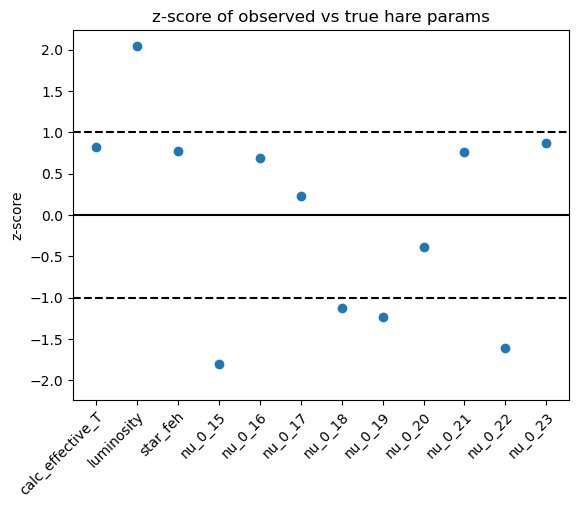 z-score of observed vs true hare params
z-score
2.0
1.5
1.0
0.5
0.0
−0.5
−1.0
−1.5
−2.0
calc_effective_T
luminosity
star_feh
nu_0_15
nu_0_16
nu_0_17
nu_0_18
nu_0_19
nu_0_20
nu_0_21
nu_0_22
nu_0_23